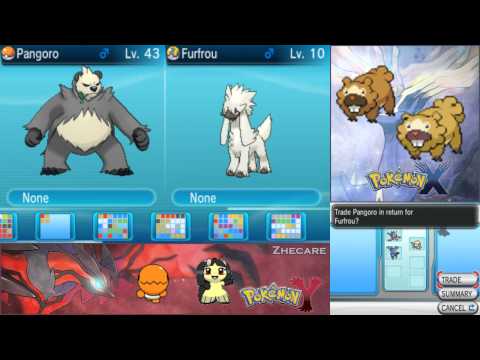 Pangoro ♂ Lv. 43
Furfrou ♂ Lv. 10
None
None
POKéMON X
Trade Pangoro in return for
Furfrou?
TRADE
SUMMARY
CANCEL
ZHECARE
POKéMON Y